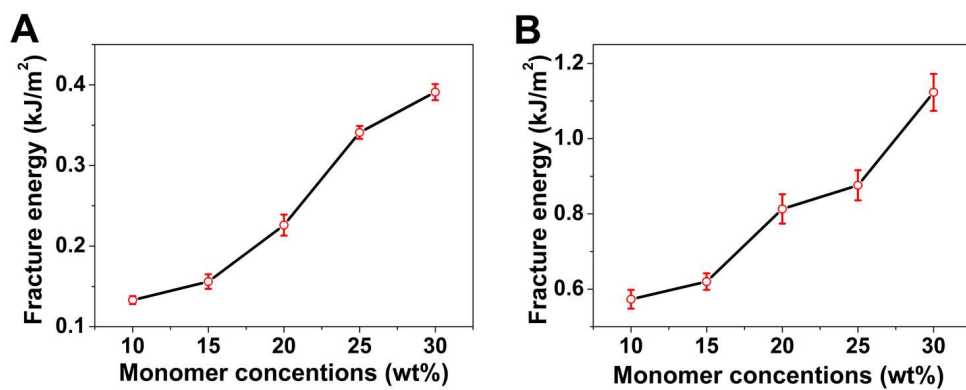 A
Fracture energy (kJ/m²)
0.4
0.3
0.2
0.1
10 15 20 25 30
Monomer concentions (wt%)
B
Fracture energy (kJ/m²)
1.2
1.0
0.8
0.6
10 15 20 25 30
Monomer concentions (wt%)